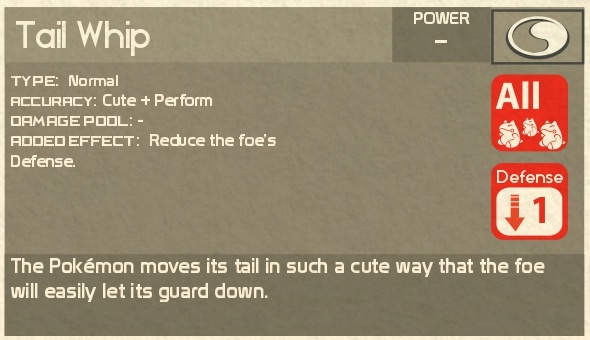 Tail Whip
POWER
–
TYPE: Normal
ACCURACY: Cute + Perform
DAMAGE POOL: -
ADDED EFFECT: Reduce the foe's
Defense.
All
Defense
1
The Pokémon moves its tail in such a cute way that the foe
will easily let its guard down.